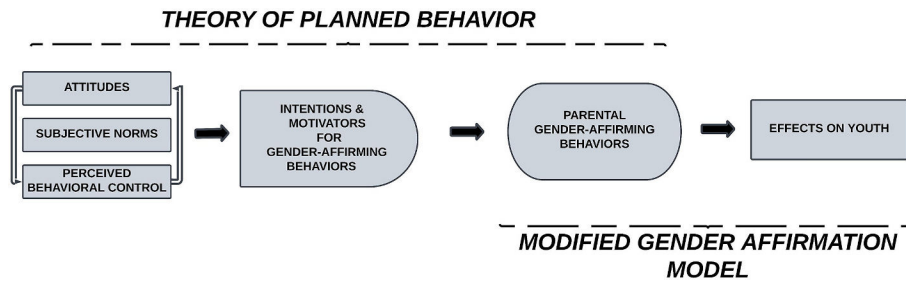 THEORY OF PLANNED BEHAVIOR
ATTITUDES
SUBJECTIVE NORMS
PERCEIVED
BEHAVIORAL CONTROL
INTENTIONS &
MOTIVATORS
FOR
GENDER-AFFIRMING
BEHAVIORS
PARENTAL
GENDER-AFFIRMING
BEHAVIORS
EFFECTS ON YOUTH
MODIFIED GENDER AFFIRMATION
MODEL